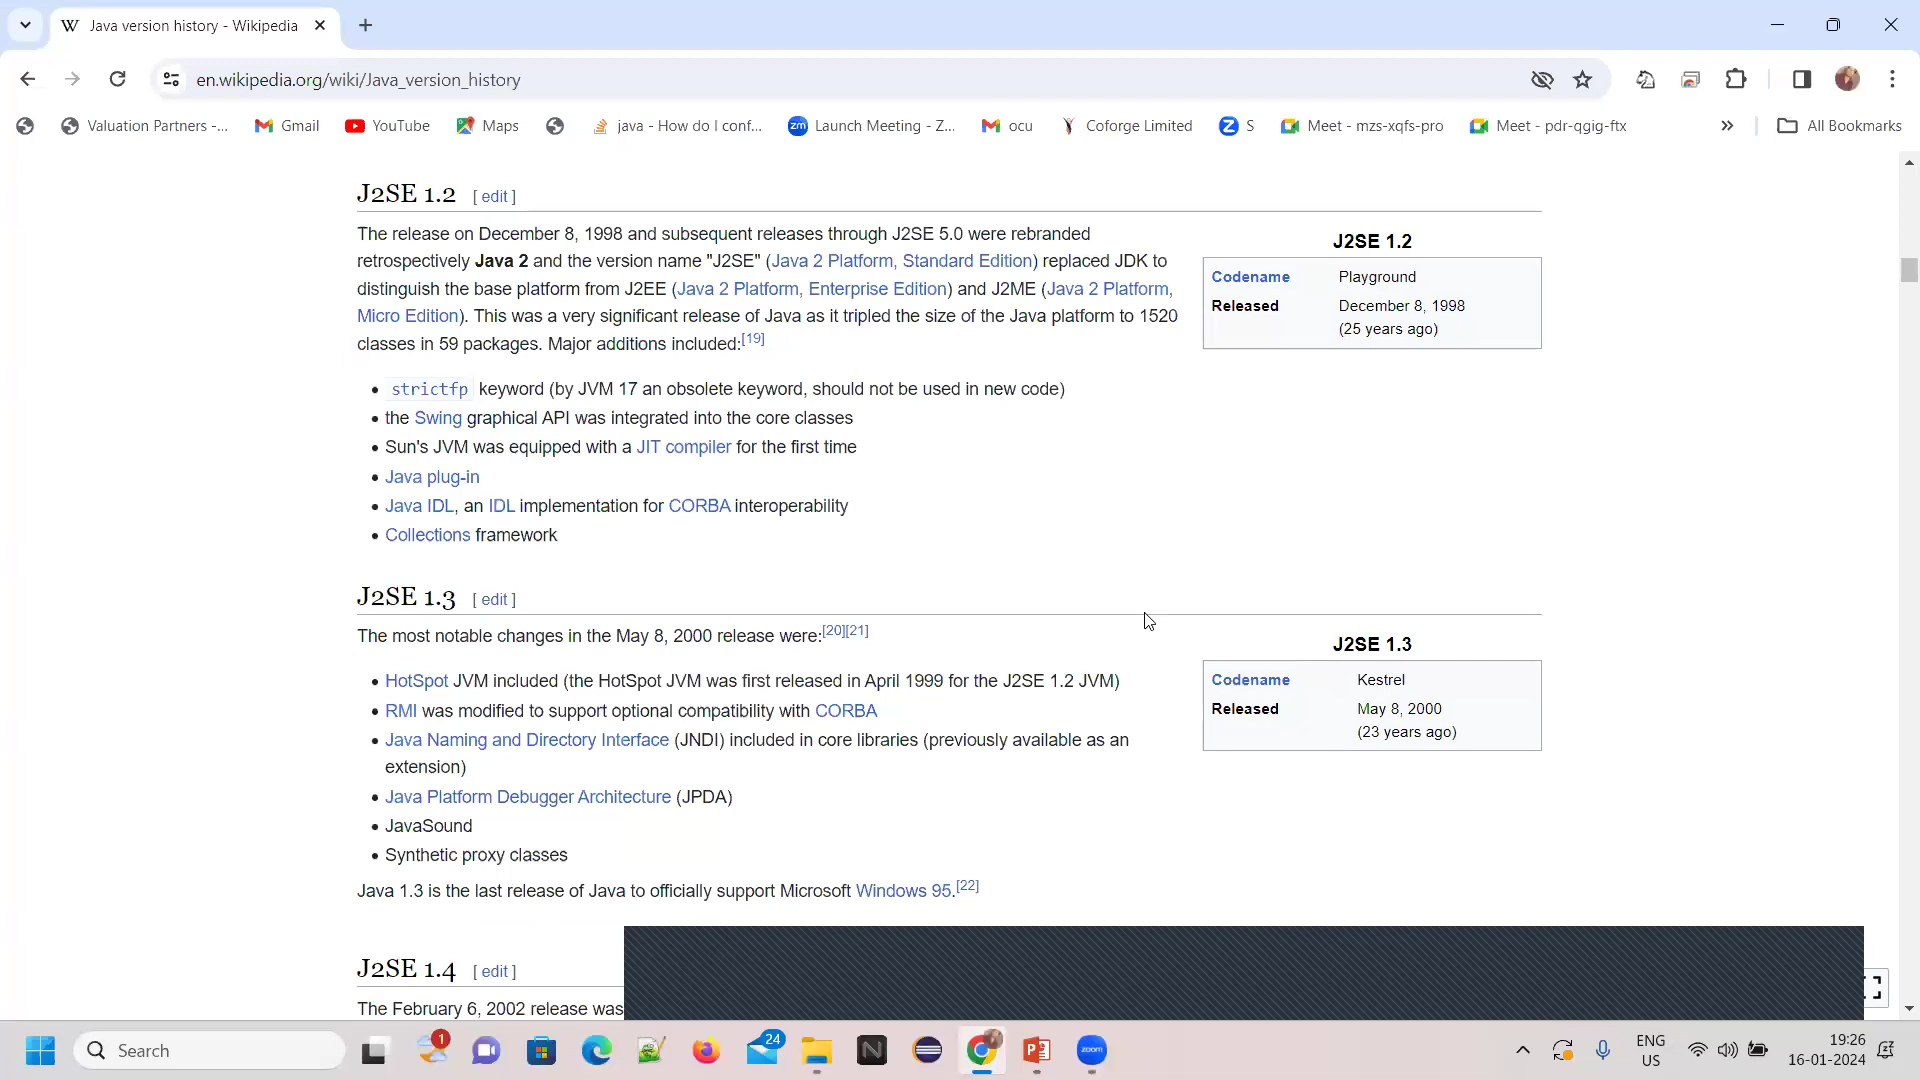 Java version history - Wikipedia
en.wikipedia.org/wiki/Java_version_history
Valuation Partners -... Gmail YouTube Maps java - How do I conf... Launch Meeting - Z... ocu Coforge Limited S Meet - mzs-xqfs-pro Meet - pdr-qgig-ftx All Bookmarks
J2SE 1.2 [ edit ]
The release on December 8, 1998 and subsequent releases through J2SE 5.0 were rebranded
retrospectively Java 2 and the version name "J2SE" (Java 2 Platform, Standard Edition) replaced JDK to
distinguish the base platform from J2EE (Java 2 Platform, Enterprise Edition) and J2ME (Java 2 Platform,
Micro Edition). This was a very significant release of Java as it tripled the size of the Java platform to 1520
classes in 59 packages. Major additions included:[19]
J2SE 1.2
Codename Playground
Released December 8, 1998
(25 years ago)
• strictfp keyword (by JVM 17 an obsolete keyword, should not be used in new code)
• the Swing graphical API was integrated into the core classes
• Sun's JVM was equipped with a JIT compiler for the first time
• Java plug-in
• Java IDL, an IDL implementation for CORBA interoperability
• Collections framework
J2SE 1.3 [ edit ]
The most notable changes in the May 8, 2000 release were:[20][21]
J2SE 1.3
Codename Kestrel
Released May 8, 2000
(23 years ago)
• HotSpot JVM included (the HotSpot JVM was first released in April 1999 for the J2SE 1.2 JVM)
• RMI was modified to support optional compatibility with CORBA
• Java Naming and Directory Interface (JNDI) included in core libraries (previously available as an
extension)
• Java Platform Debugger Architecture (JPDA)
• JavaSound
• Synthetic proxy classes
Java 1.3 is the last release of Java to officially support Microsoft Windows 95.[22]
J2SE 1.4 [ edit ]
The February 6, 2002 release was
Search
1
24
zoom
ENG
US
19:26
16-01-2024